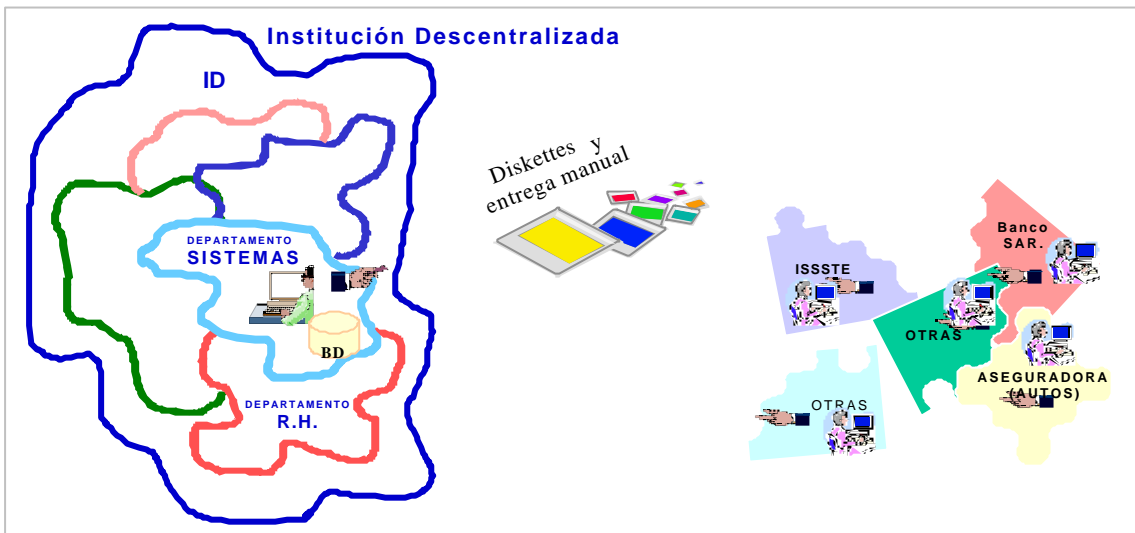 Institución Descentralizada
ID
Diskettes y
entrega manual
DEPARTAMENTO
SISTEMAS
BD
DEPARTAMENTO
R.H.
ISSSTE
Banco
SAR.
OTRAS
ASEGURADORA
(AUTOS)
OTRAS